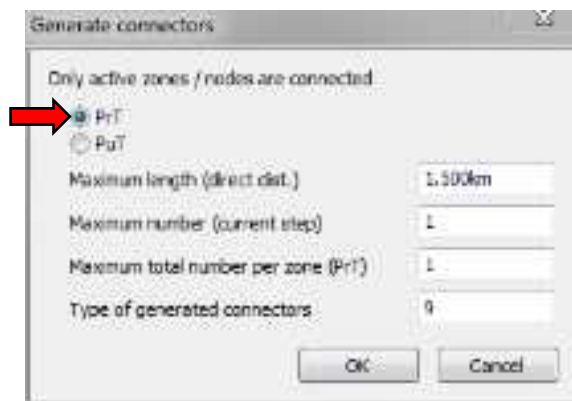 Generate connectors
Only active zones / nodes are connected
PrT
PuT
Maximum length (direct dist.) 1.500km
Maximum number (current step) 1
Maximum total number per zone (PrT) 1
Type of generated connectors 9
OK Cancel